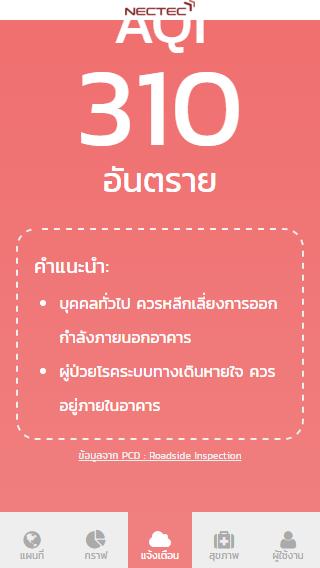 NECTEC
AQI
310
อันตราย
คำแนะนำ:
บุคคลทั่วไป ควรหลีกเลี่ยงการออก
กำลังภายนอกอาคาร
ผู้ป่วยโรคระบบทางเดินหายใจ ควร
อยู่ภายในอาคาร
ข้อมูลจาก PCD : Roadside Inspection
แผนที่ กราฟ แจ้งเตือน สุขภาพ ผู้ใช้งาน